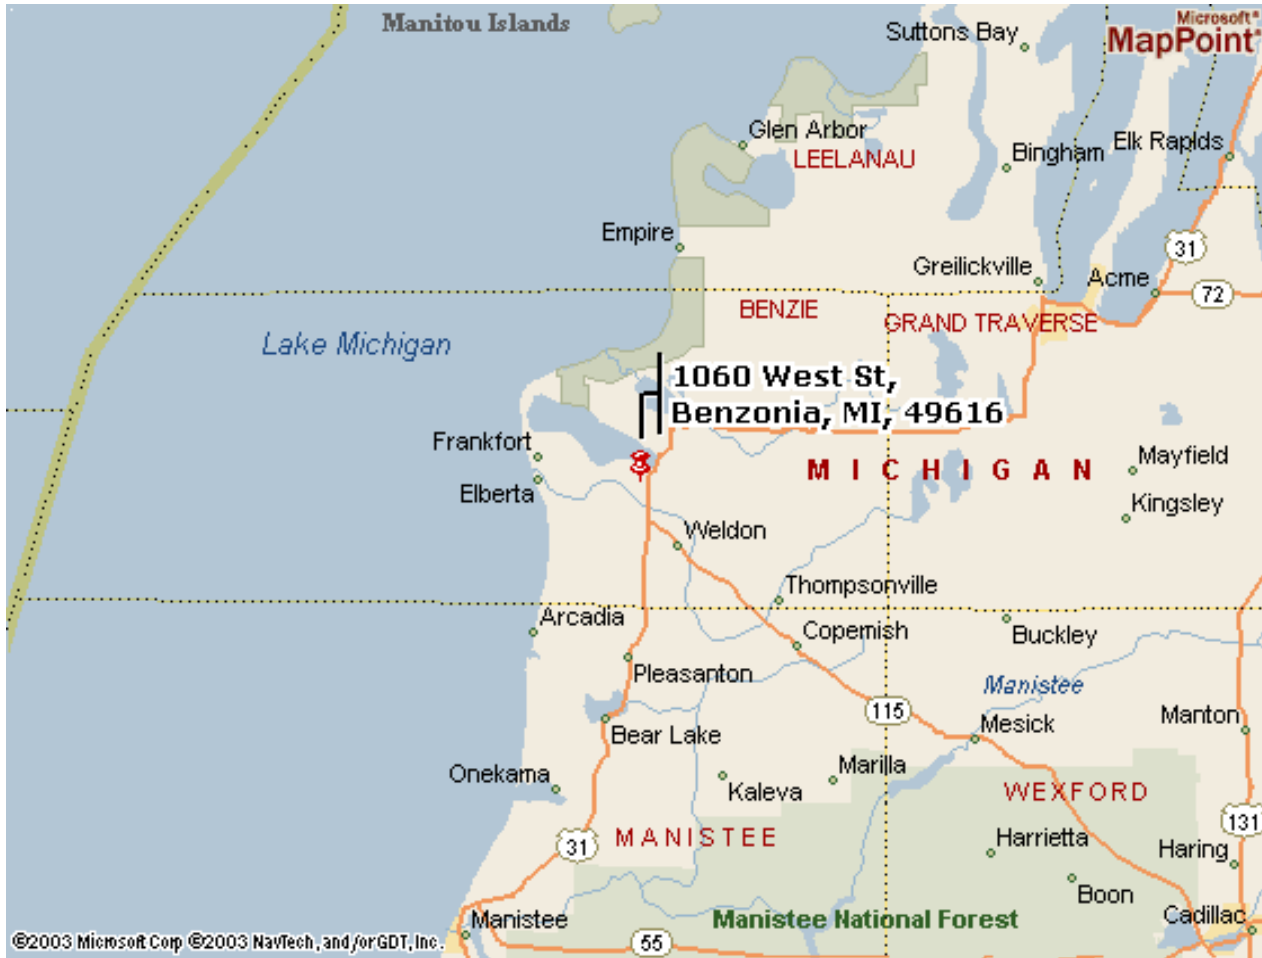 Manitou Islands
Suttons Bay
Microsoft®
MapPoint®
Glen Arbor
LEELANAU
Bingham
Elk Rapids
Empire
31
Greilickville
Acme
72
BENZIE
GRAND TRAVERSE
Lake Michigan
1060 West St,
Benzonia, MI, 49616
Frankfort
MICHIGAN
Mayfield
Elberta
Kingsley
Weldon
Thompsonville
Arcadia
Copemish
Buckley
Pleasanton
Manistee
115
Mesick
Manton
Bear Lake
Onekama
Marilla
Kaleva
WEXFORD
131
MANISTEE
31
Harrietta
Haring
Boon
Manistee
Manistee National Forest
Cadillac
55
©2003 Microsoft Corp ©2003 NavTech, and/or GDT, Inc.